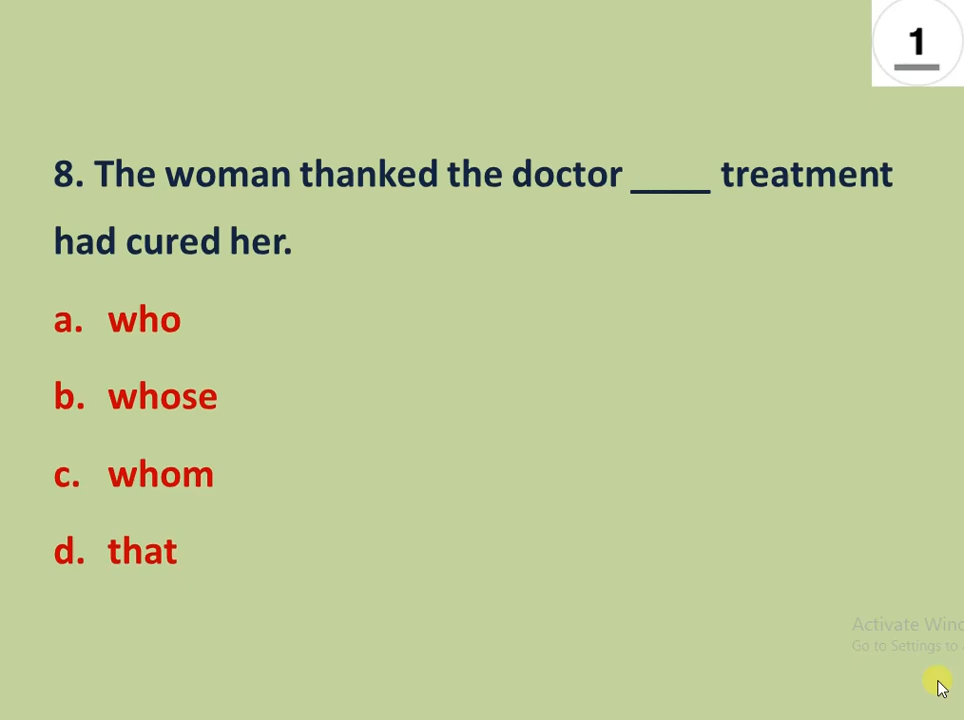 1
8. The woman thanked the doctor ____ treatment
had cured her.
a. who
b. whose
c. whom
d. that
Activate Wind
Go to Settings to